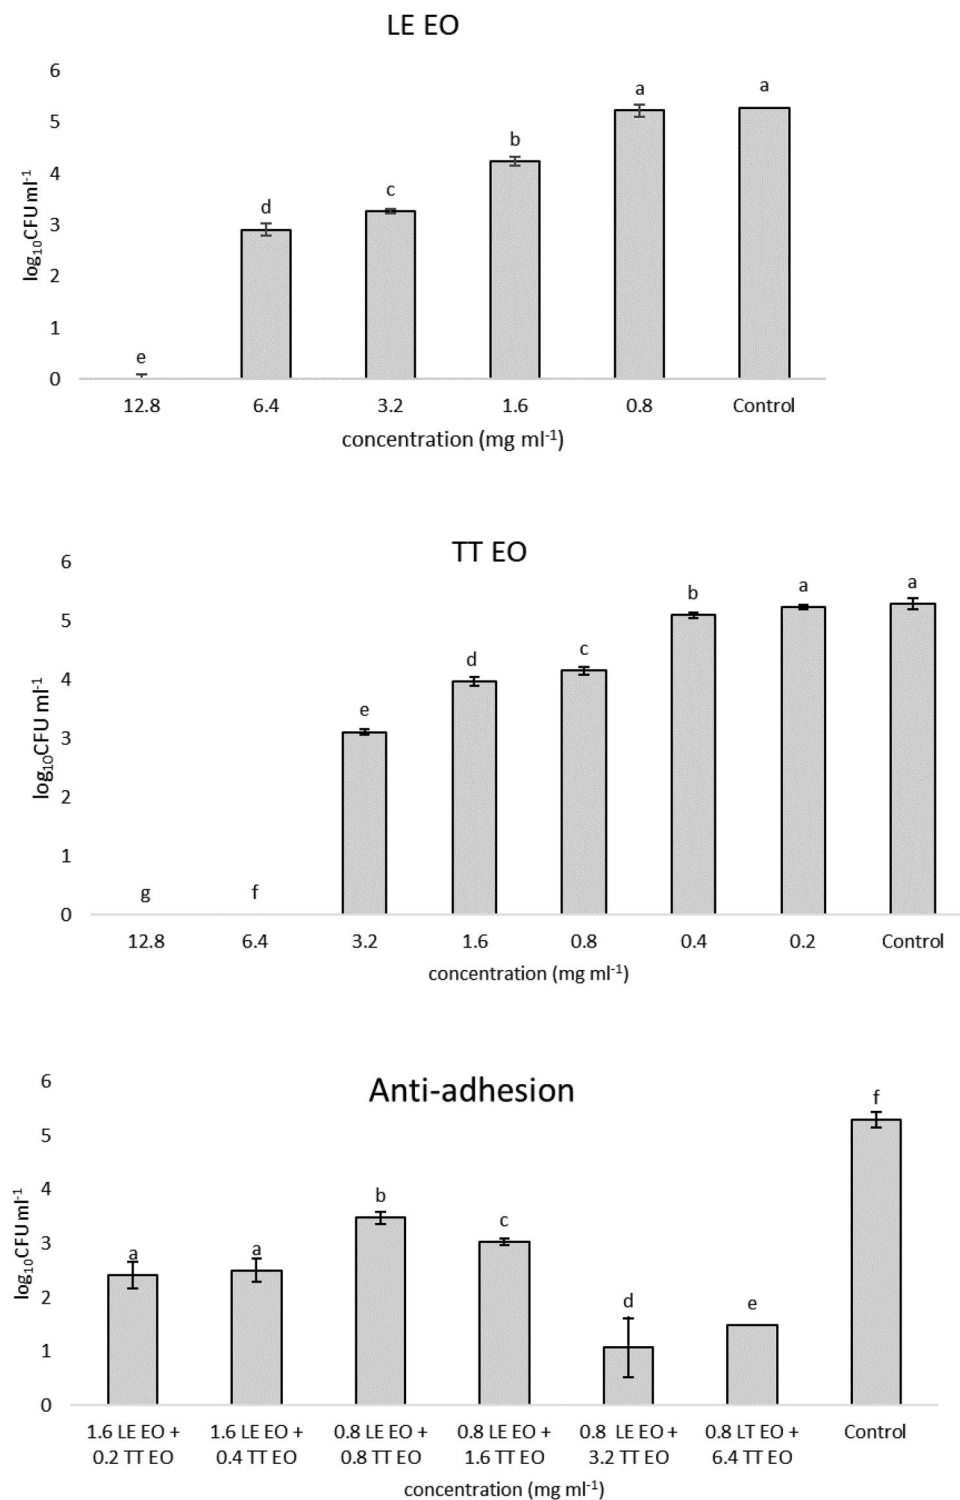 LE EO
6
5
4
3
2
1
0
log₁₀CFU ml⁻¹
e
d
c
b
a
a
12.8 6.4 3.2 1.6 0.8 Control
concentration (mg ml⁻¹)
TT EO
6
5
4
3
2
1
0
log₁₀CFU ml⁻¹
g
f
e
d
c
b
a
a
12.8 6.4 3.2 1.6 0.8 0.4 0.2 Control
concentration (mg ml⁻¹)
Anti-adhesion
6
5
4
3
2
1
0
log₁₀CFU ml⁻¹
a
a
b
c
d
e
f
1.6 LE EO +
0.2 TT EO
1.6 LE EO +
0.4 TT EO
0.8 LE EO +
0.8 TT EO
0.8 LE EO +
1.6 TT EO
0.8 LE EO +
3.2 TT EO
0.8 LT EO +
6.4 TT EO
Control
concentration (mg ml⁻¹)